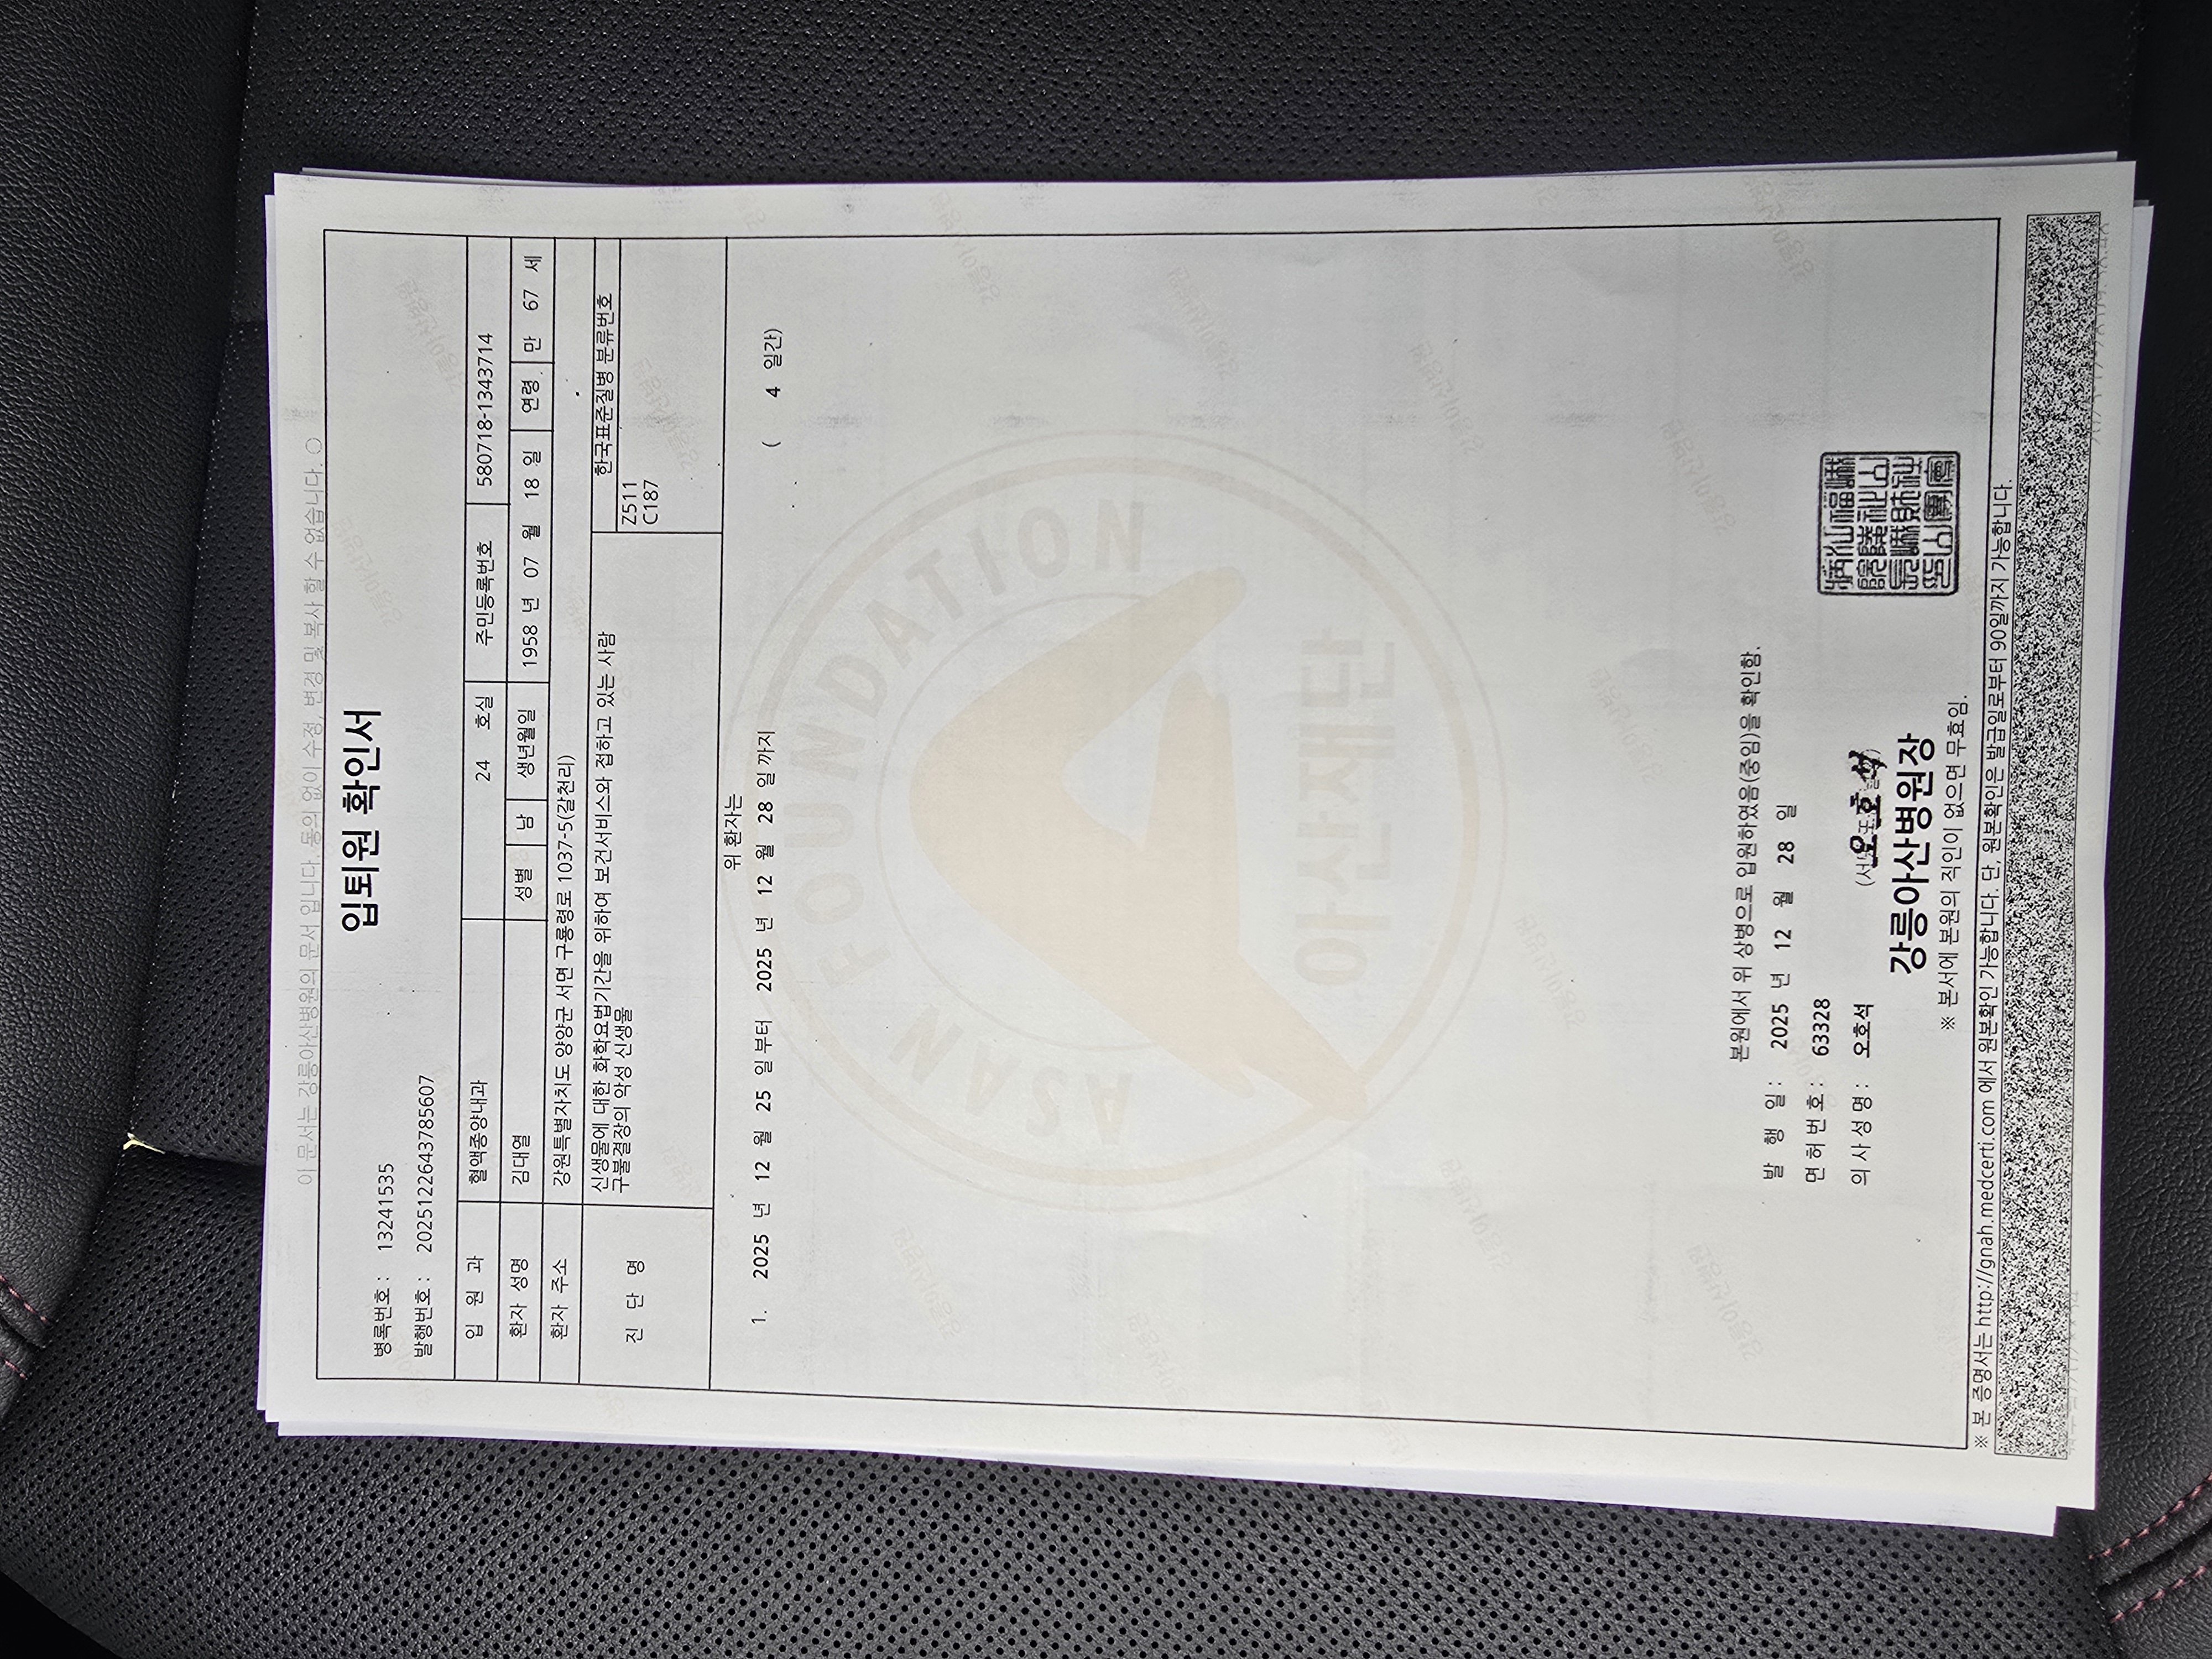 이 문서는 강릉아산병원의 문서 입니다. 동의 없이 수정, 변경 및 복사 할 수 없습니다.
입퇴원 확인서
병록번호 : 13241535
발행번호 : 2025122643785607
입 원 과 혈액종양내과 24 호실 주민등록번호 580718-1343714
환자 성명 김대열 성별 남 생년월일 1958 년 07 월 18 일 연령 만 67 세
환자 주소 강원특별자치도 양양군 서면 구룡령로 1037-5(갈천리)
진 단 명 한국표준질병 분류번호
신생물에 대한 화학요법기간을 위하여 보건서비스와 접하고 있는 사람 Z511
구불결장의 악성 신생물 C187
위 환자는
1. 2025 년 12 월 25 일 부터 2025 년 12 월 28 일 까지 ( 4 일간)
ASAN FOUNDATION
아산재단
본원에서 위 상병으로 입원하였음(중임)을 확인함.
발 행 일 : 2025 년 12 월 28 일
면 허 번 호 : 63328
의 사 성 명 : 오호석 오호석
강릉아산병원장
※ 본서에 본원의 직인이 없으면 무효임.
※ 본 증명서는 http://gnah.medcerti.com 에서 원본확인 가능합니다. 단, 원본확인은 발급일로부터 90일까지 가능합니다.